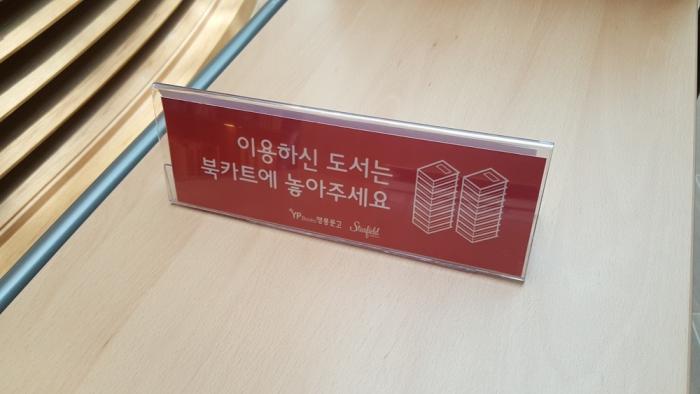 이용하신 도서는
북카트에 놓아주세요
YP Books 영풍문고 Starfield